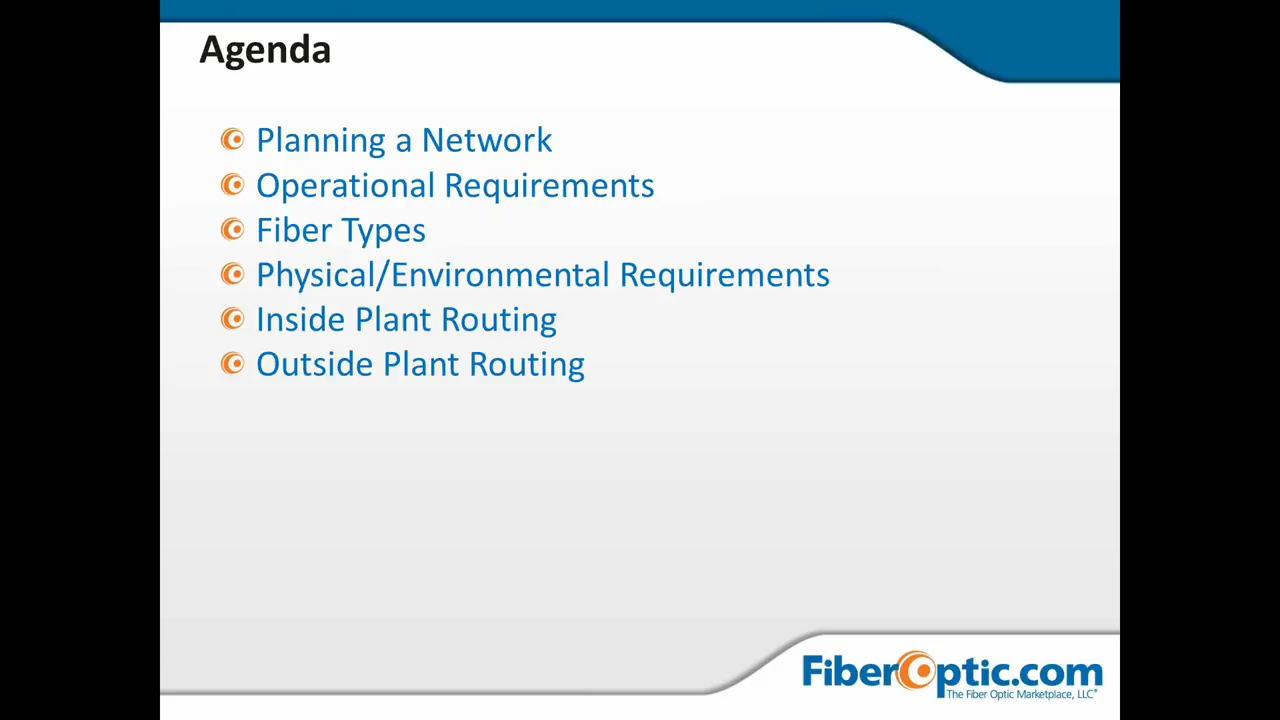 Agenda
Planning a Network
Operational Requirements
Fiber Types
Physical/Environmental Requirements
Inside Plant Routing
Outside Plant Routing
FiberOptic.com
The Fiber Optic Marketplace, LLC®